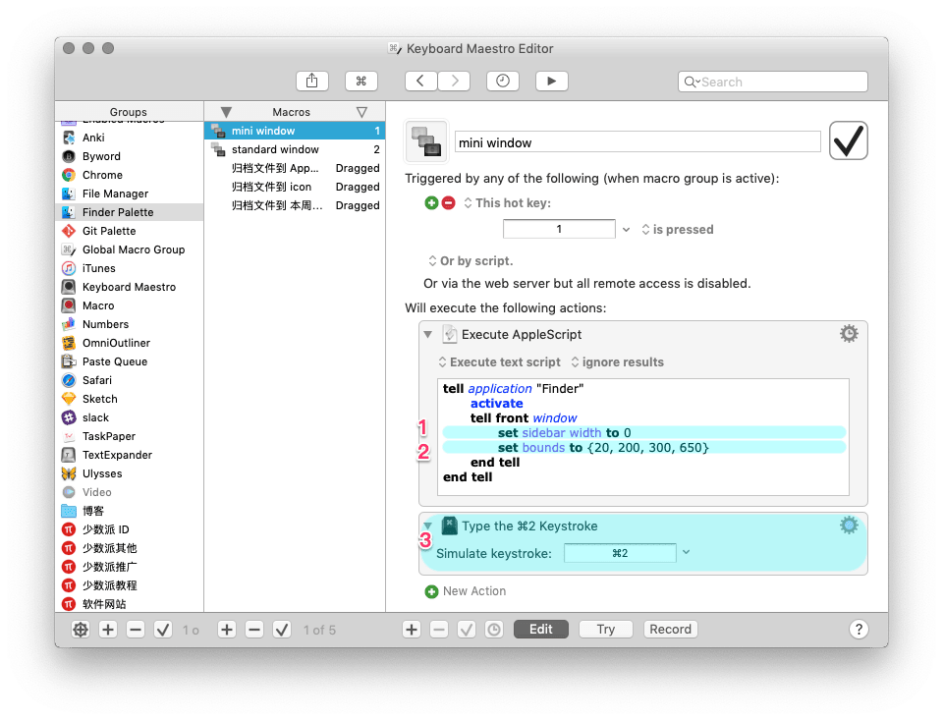 Keyboard Maestro Editor
Search
Groups
Enabled Macros
Anki
Byword
Chrome
File Manager
Finder Palette
Git Palette
Global Macro Group
iTunes
Keyboard Maestro
Macro
Numbers
OmniOutliner
Paste Queue
Safari
Sketch
slack
TaskPaper
TextExpander
Ulysses
Video
博客
少数派 ID
少数派其他
少数派推广
少数派教程
软件网站
1 o
Macros
mini window 1
standard window 2
归档文件到 App... Dragged
归档文件到 icon Dragged
归档文件到 本周... Dragged
1 of 5
mini window
Triggered by any of the following (when macro group is active):
This hot key:
1 is pressed
Or by script.
Or via the web server but all remote access is disabled.
Will execute the following actions:
Execute AppleScript
Execute text script ignore results
tell application "Finder"
activate
tell front window
1 set sidebar width to 0
2 set bounds to {20, 200, 300, 650}
end tell
end tell
Type the ⌘2 Keystroke
3 Simulate keystroke: ⌘2
New Action
Edit Try Record ?